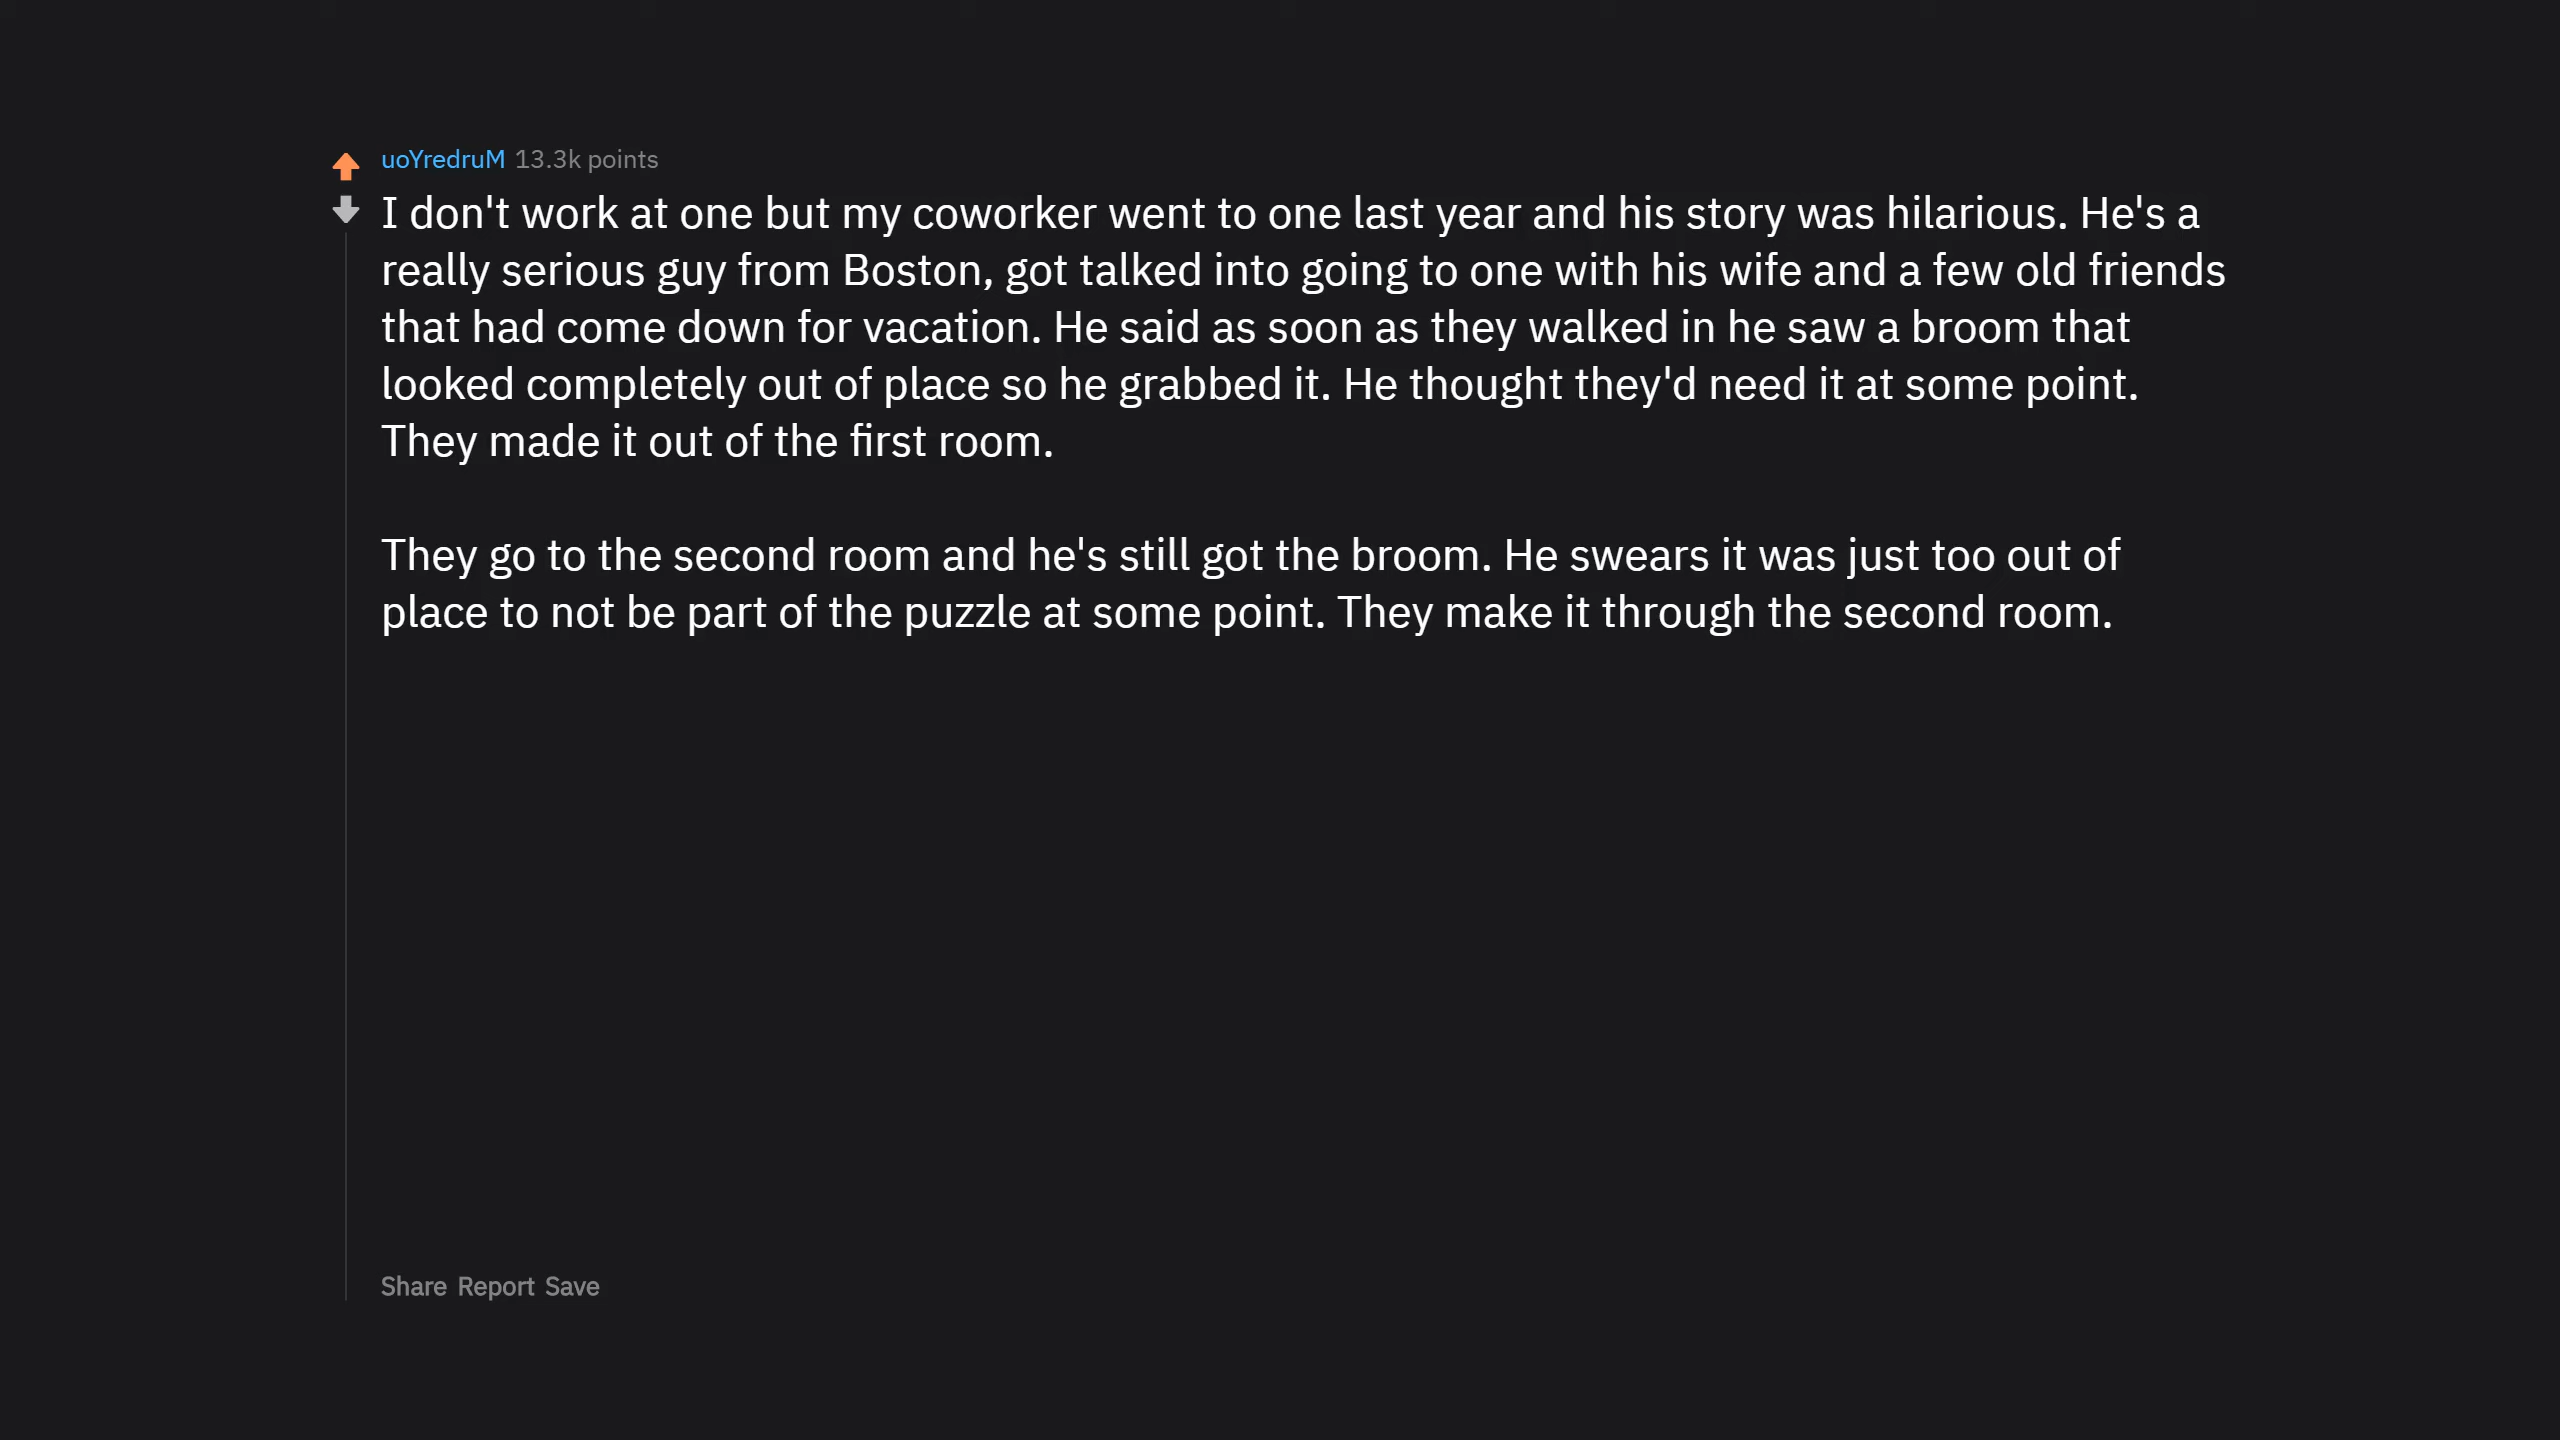 uoYredruM 13.3k points
I don't work at one but my coworker went to one last year and his story was hilarious. He's a
really serious guy from Boston, got talked into going to one with his wife and a few old friends
that had come down for vacation. He said as soon as they walked in he saw a broom that
looked completely out of place so he grabbed it. He thought they'd need it at some point.
They made it out of the first room.
They go to the second room and he's still got the broom. He swears it was just too out of
place to not be part of the puzzle at some point. They make it through the second room.
Share Report Save